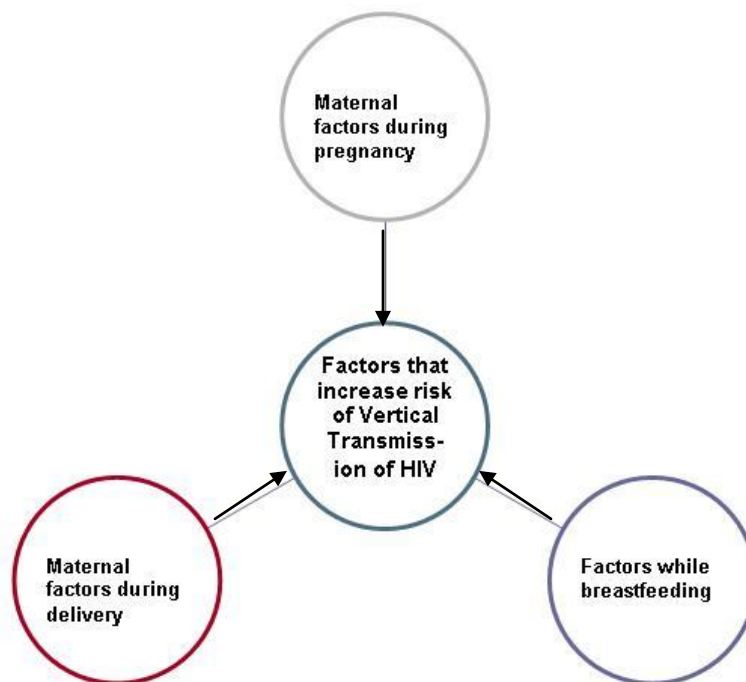 Maternal
factors during
pregnancy
Factors that
increase risk
of Vertical
Transmiss-
ion of HIV
Maternal
factors during
delivery
Factors while
breastfeeding